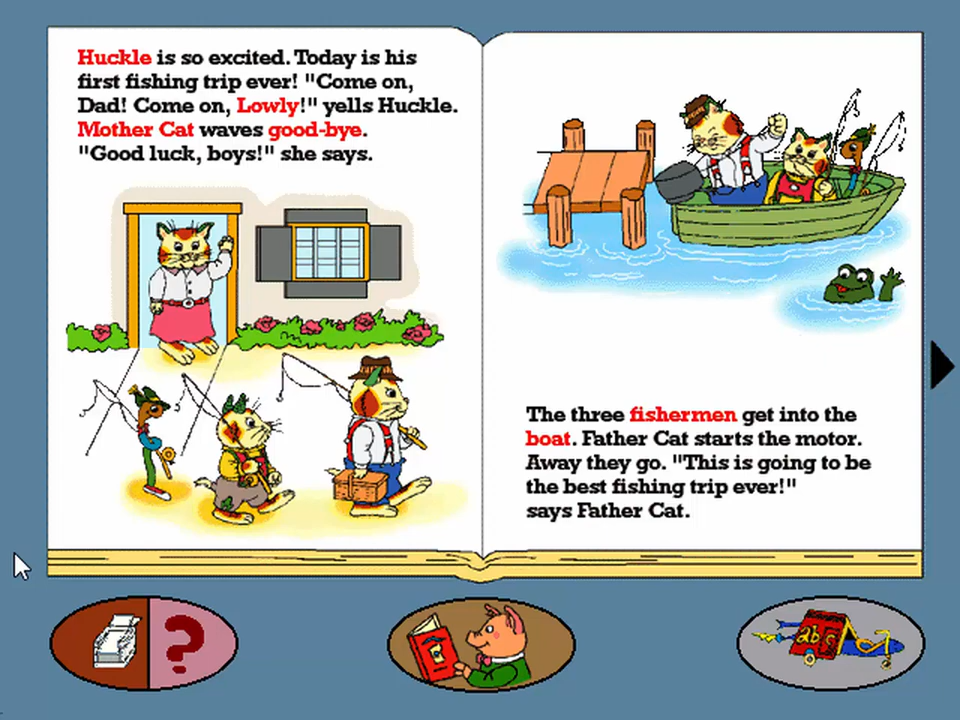 Huckle is so excited. Today is his
first fishing trip ever! "Come on,
Dad! Come on, Lowly!" yells Huckle.
Mother Cat waves good-bye.
"Good luck, boys!" she says.
The three fishermen get into the
boat. Father Cat starts the motor.
Away they go. "This is going to be
the best fishing trip ever!"
says Father Cat.
?
abc